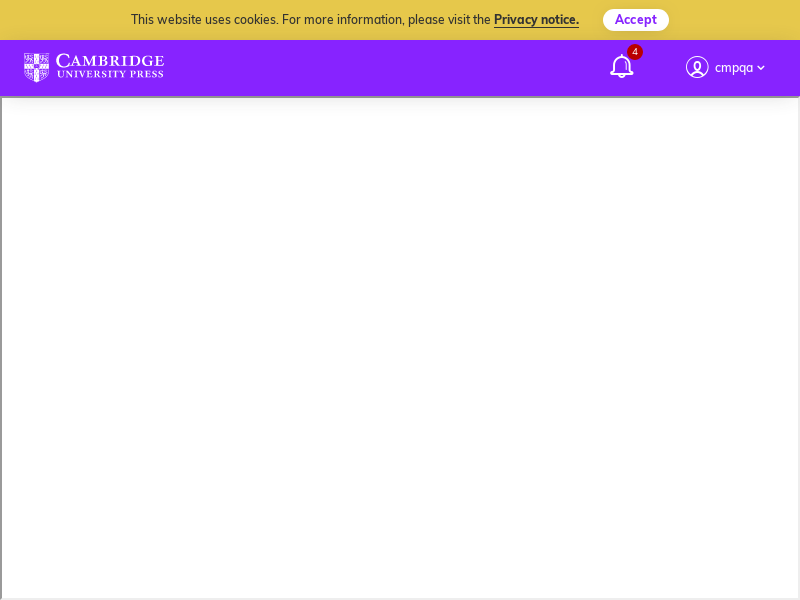 This website uses cookies. For more information, please visit the Privacy notice.
Accept
CAMBRIDGE
UNIVERSITY PRESS
4
cmpqa